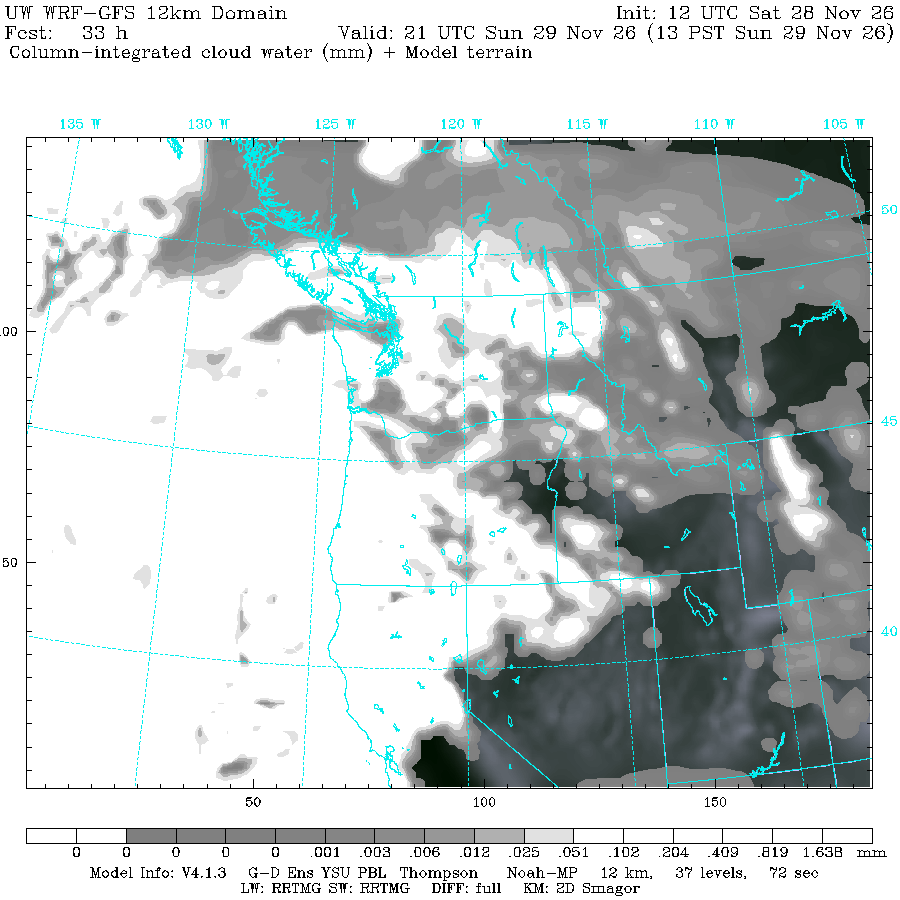 UW WRF-GFS 12km Domain Init: 12 UTC Sat 28 Nov 26
Fcst: 33 h Valid: 21 UTC Sun 29 Nov 26 (13 PST Sun 29 Nov 26)
Column-integrated cloud water (mm) + Model terrain
135 W 130 W 125 W 120 W 115 W 110 W 105 W
50
00
45
50
40
50 100 150
0 0 0 0 .001 .003 .006 .012 .025 .051 .102 .204 .409 .819 1.638 mm
Model Info: V4.1.3 G-D Ens YSU PBL Thompson Noah-MP 12 km, 37 levels, 72 sec
LW: RRTMG SW: RRTMG DIFF: full KM: 2D Smagor